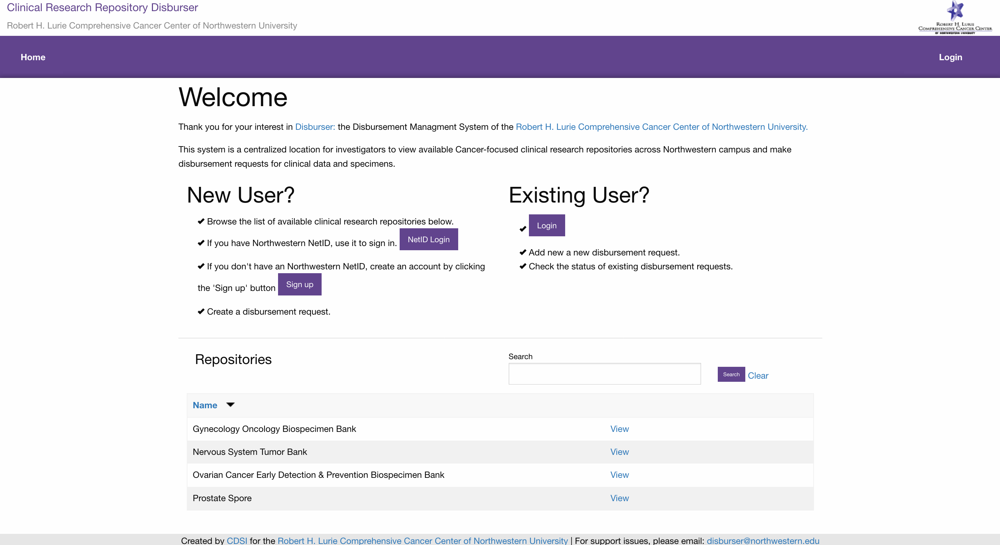 Clinical Research Repository Disburser
Robert H. Lurie Comprehensive Cancer Center of Northwestern University
ROBERT H. LURIE
COMPREHENSIVE CANCER CENTER
OF NORTHWESTERN UNIVERSITY
Home
Login
Welcome
Thank you for your interest in Disburser: the Disbursement Managment System of the Robert H. Lurie Comprehensive Cancer Center of Northwestern University.
This system is a centralized location for investigators to view available Cancer-focused clinical research repositories across Northwestern campus and make
disbursement requests for clinical data and specimens.
New User?
✔ Browse the list of available clinical research repositories below.
✔ If you have Northwestern NetID, use it to sign in. NetID Login
✔ If you don't have an Northwestern NetID, create an account by clicking
the 'Sign up' button Sign up
✔ Create a disbursement request.
Existing User?
✔ Login
✔ Add new a new disbursement request.
✔ Check the status of existing disbursement requests.
Repositories
Search
Search Clear
Name
Gynecology Oncology Biospecimen Bank View
Nervous System Tumor Bank View
Ovarian Cancer Early Detection & Prevention Biospecimen Bank View
Prostate Spore View
Created by CDSI for the Robert H. Lurie Comprehensive Cancer Center of Northwestern University | For support issues, please email: disburser@northwestern.edu